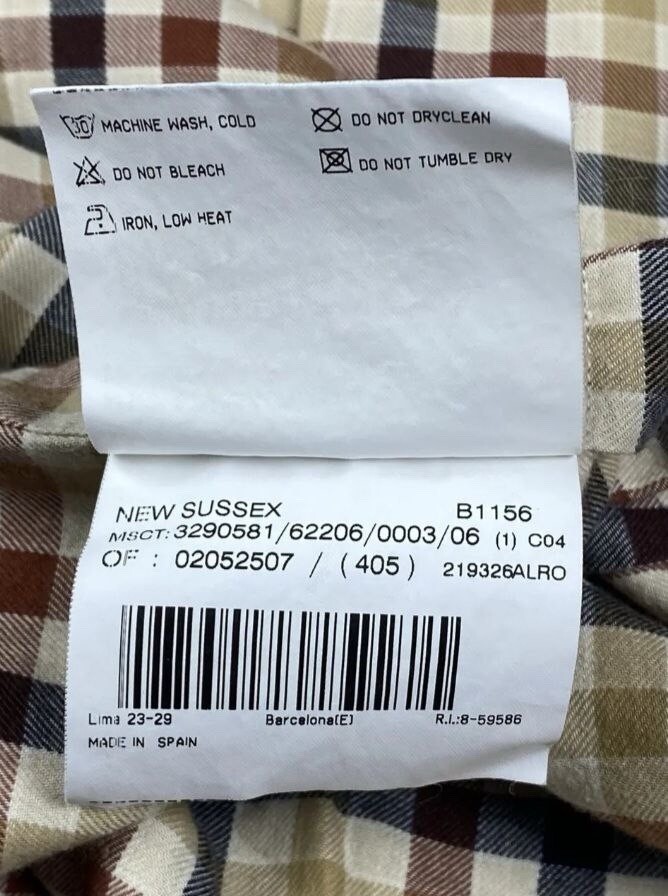 30 MACHINE WASH, COLD
DO NOT DRYCLEAN
DO NOT BLEACH
DO NOT TUMBLE DRY
IRON, LOW HEAT
NEW SUSSEX B1156
MSCT: 3290581/62206/0003/06 (1) C04
OF : 02052507 / (405) 219326ALRO
Lima 23-29 Barcelona(E) R.I.:8-59586
MADE IN SPAIN